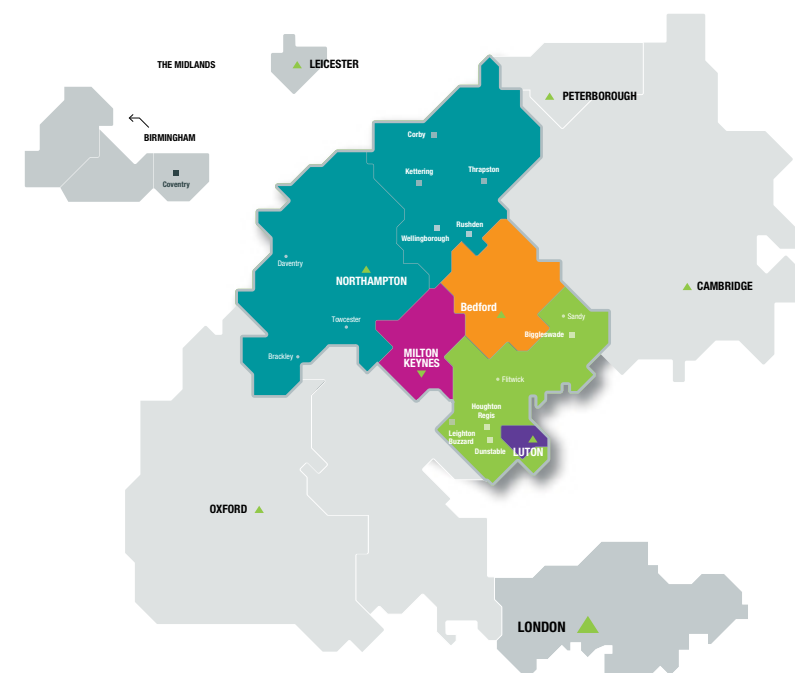 THE MIDLANDS
LEICESTER
PETERBOROUGH
BIRMINGHAM
Coventry
Corby
Kettering
Thrapston
Rushden
Wellingborough
Daventry
NORTHAMPTON
CAMBRIDGE
Bedford
Sandy
Towcester
Biggleswade
Brackley
MILTON
KEYNES
Flitwick
Houghton
Regis
Leighton
Buzzard
Dunstable
LUTON
OXFORD
LONDON